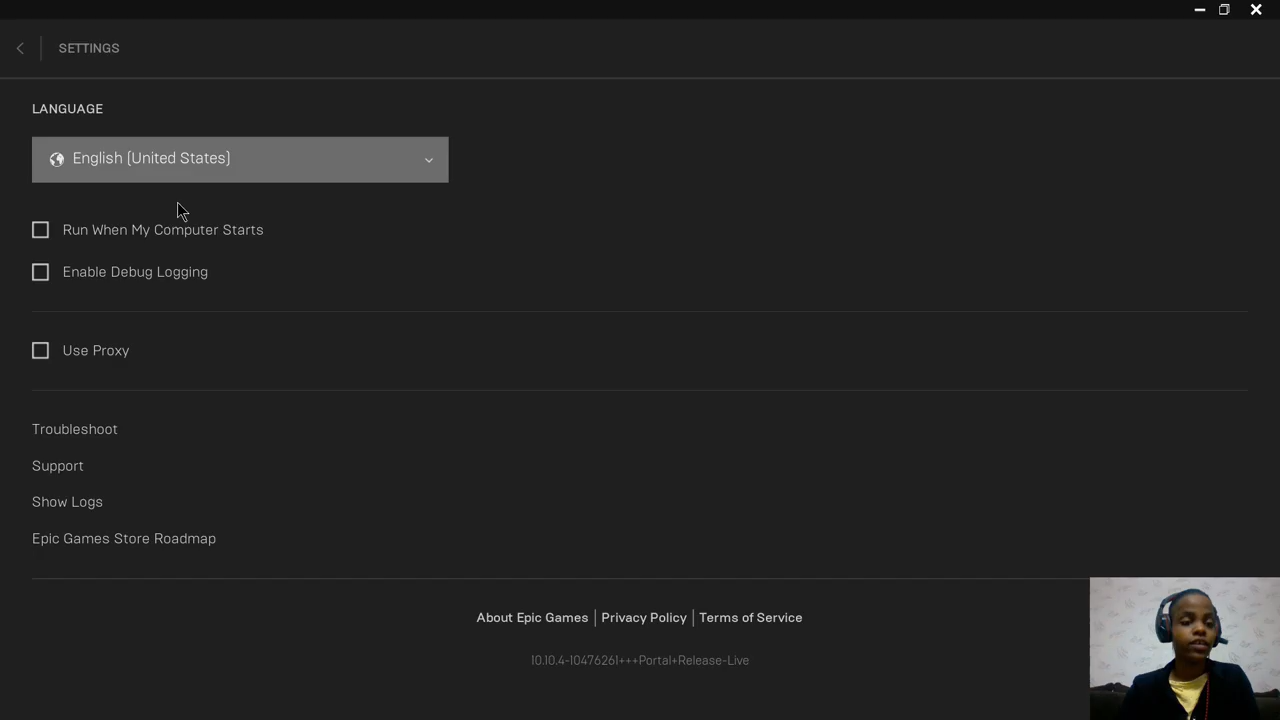 SETTINGS
LANGUAGE
English (United States)
Run When My Computer Starts
Enable Debug Logging
Use Proxy
Troubleshoot
Support
Show Logs
Epic Games Store Roadmap
About Epic Games | Privacy Policy | Terms of Service
10.10.4-10476261+++Portal+Release-Live